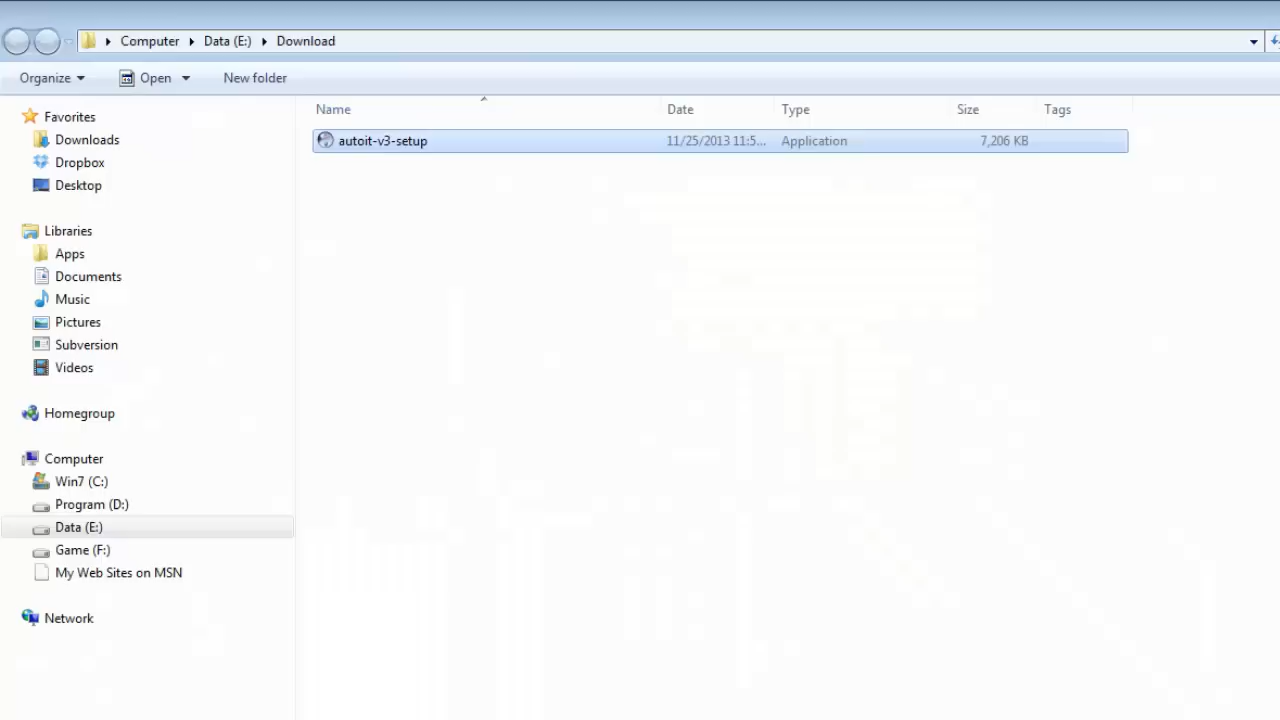 Computer Data (E:) Download
Organize Open New folder
Name Date Type Size Tags
autoit-v3-setup 11/25/2013 11:5... Application 7,206 KB
Favorites
Downloads
Dropbox
Desktop
Libraries
Apps
Documents
Music
Pictures
Subversion
Videos
Homegroup
Computer
Win7 (C:)
Program (D:)
Data (E:)
Game (F:)
My Web Sites on MSN
Network